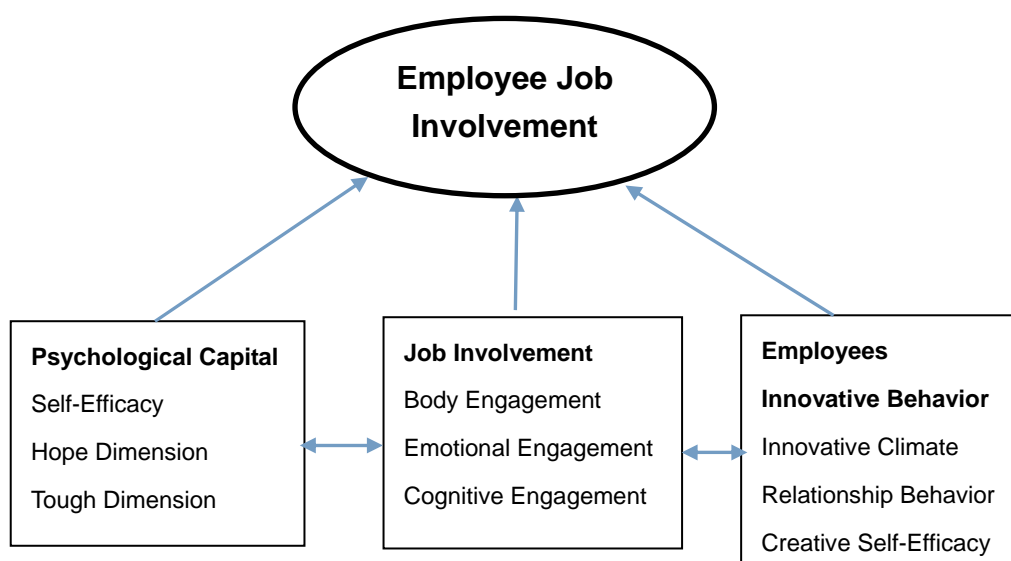 Employee Job
Involvement
Psychological Capital
Self-Efficacy
Hope Dimension
Tough Dimension
Job Involvement
Body Engagement
Emotional Engagement
Cognitive Engagement
Employees
Innovative Behavior
Innovative Climate
Relationship Behavior
Creative Self-Efficacy